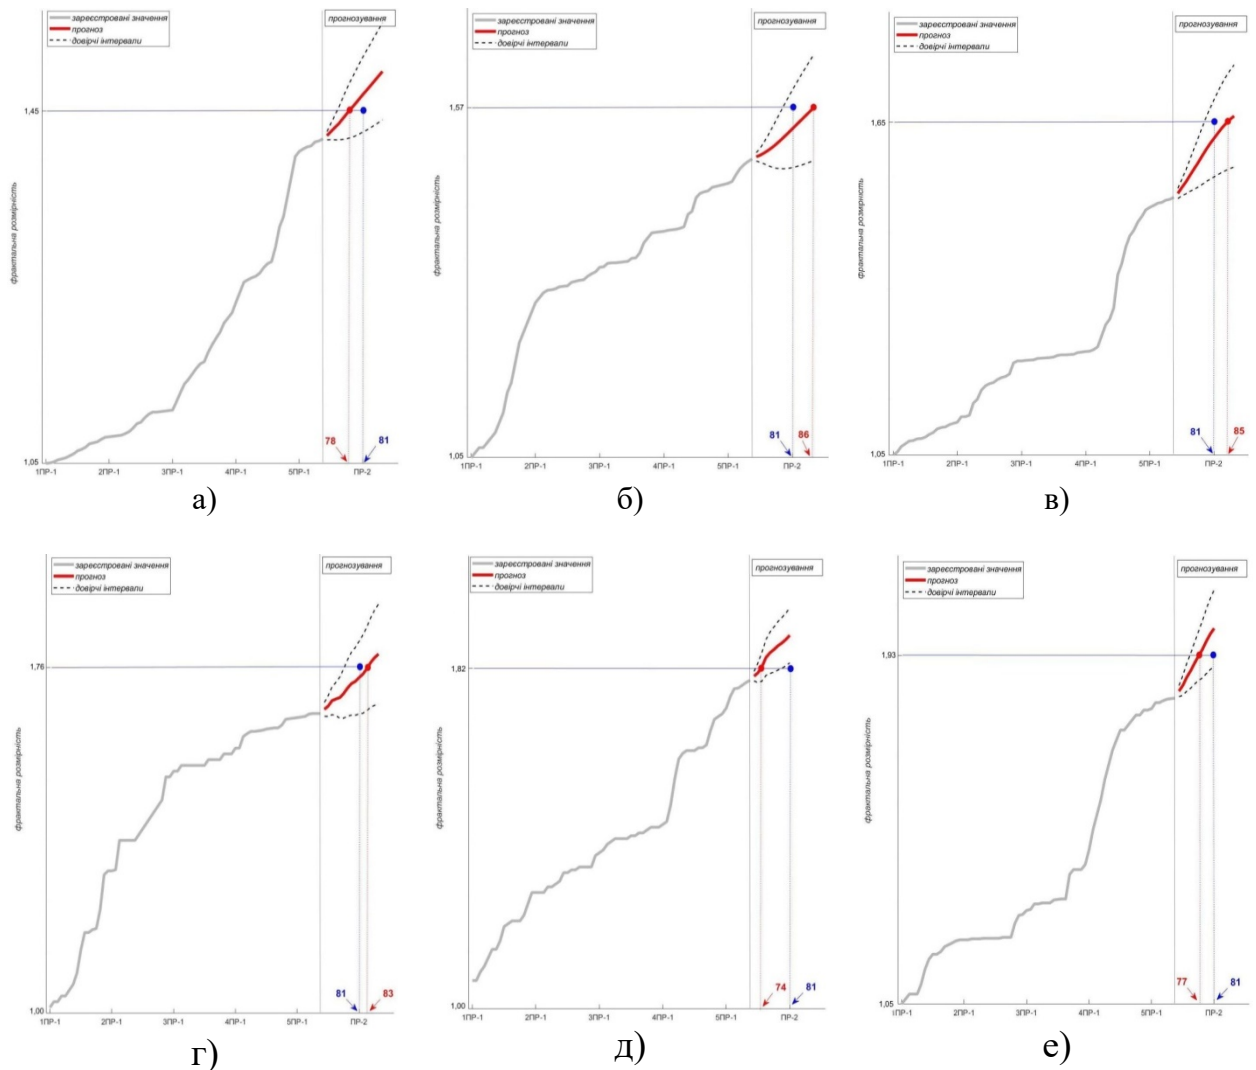 зареєстровані значення
прогноз
довірчі інтервали
прогнозування
1,45
фрактальна розмірність
78
81
1,05
1ПР-1 2ПР-1 3ПР-1 4ПР-1 5ПР-1 ПР-2
а)
зареєстровані значення
прогноз
довірчі інтервали
прогнозування
1,57
фрактальна розмірність
81
86
1,05
1ПР-1 2ПР-1 3ПР-1 4ПР-1 5ПР-1 ПР-2
б)
зареєстровані значення
прогноз
довірчі інтервали
прогнозування
1,65
фрактальна розмірність
81
85
1,05
1ПР-1 2ПР-1 3ПР-1 4ПР-1 5ПР-1 ПР-2
в)
зареєстровані значення
прогноз
довірчі інтервали
прогнозування
1,76
фрактальна розмірність
81
83
1,00
1ПР-1 2ПР-1 3ПР-1 4ПР-1 5ПР-1 ПР-2
г)
зареєстровані значення
прогноз
довірчі інтервали
прогнозування
1,82
фрактальна розмірність
74
81
1,00
1ПР-1 2ПР-1 3ПР-1 4ПР-1 5ПР-1 ПР-2
д)
зареєстровані значення
прогноз
довірчі інтервали
прогнозування
1,93
фрактальна розмірність
77
81
1,05
1ПР-1 2ПР-1 3ПР-1 4ПР-1 5ПР-1 ПР-2
е)